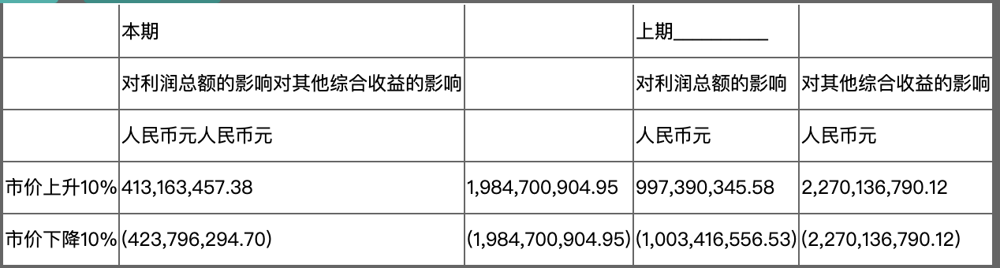 本期 上期__________
对利润总额的影响对其他综合收益的影响 对利润总额的影响 对其他综合收益的影响
人民币元人民币元 人民币元 人民币元
市价上升10% 413,163,457.38 1,984,700,904.95 997,390,345.58 2,270,136,790.12
市价下降10% (423,796,294.70) (1,984,700,904.95) (1,003,416,556.53) (2,270,136,790.12)